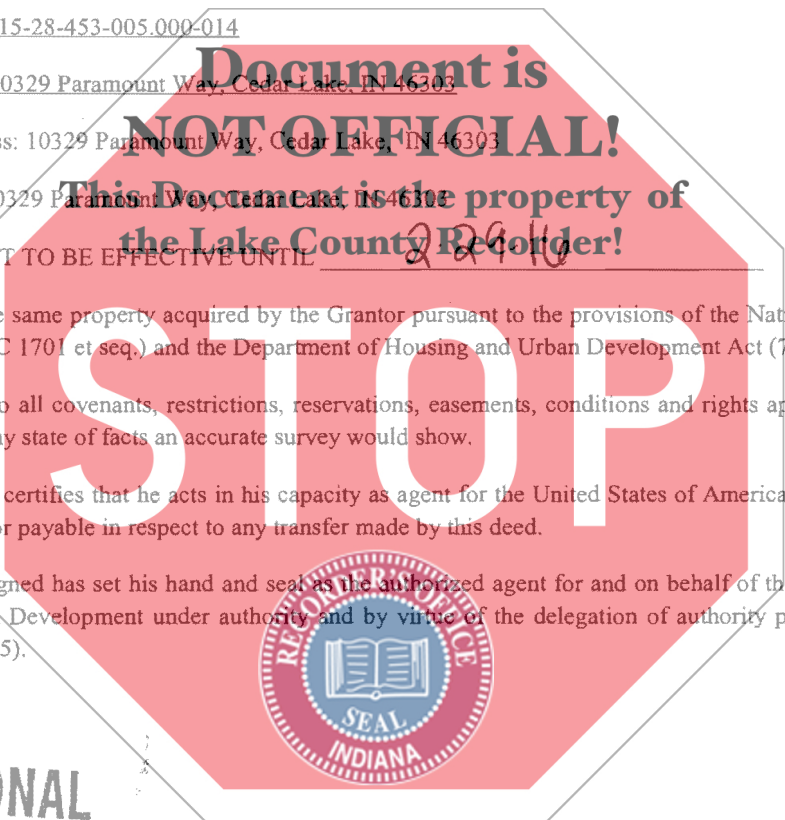 15-28-453-005.000-014
Document is
0329 Paramount Way, Cedar Lake, IN 46303
NOT OFFICIAL!
ss: 10329 Paramount Way, Cedar Lake, IN 46303
This Document is the property of
0329 Paramount Way, Cedar Lake, IN 46303
the Lake County Recorder!
T TO BE EFFECTIVE UNTIL 2-29-16
e same property acquired by the Grantor pursuant to the provisions of the Nat
C 1701 et seq.) and the Department of Housing and Urban Development Act (7
STOP
o all covenants, restrictions, reservations, easements, conditions and rights ap
ny state of facts an accurate survey would show.
certifies that he acts in his capacity as agent for the United States of America
or payable in respect to any transfer made by this deed.
gned has set his hand and seal as the authorized agent for and on behalf of th
Development under authority and by virtue of the delegation of authority p
5).
RECORDER'S OFFICE
SEAL
INDIANA
ONAL